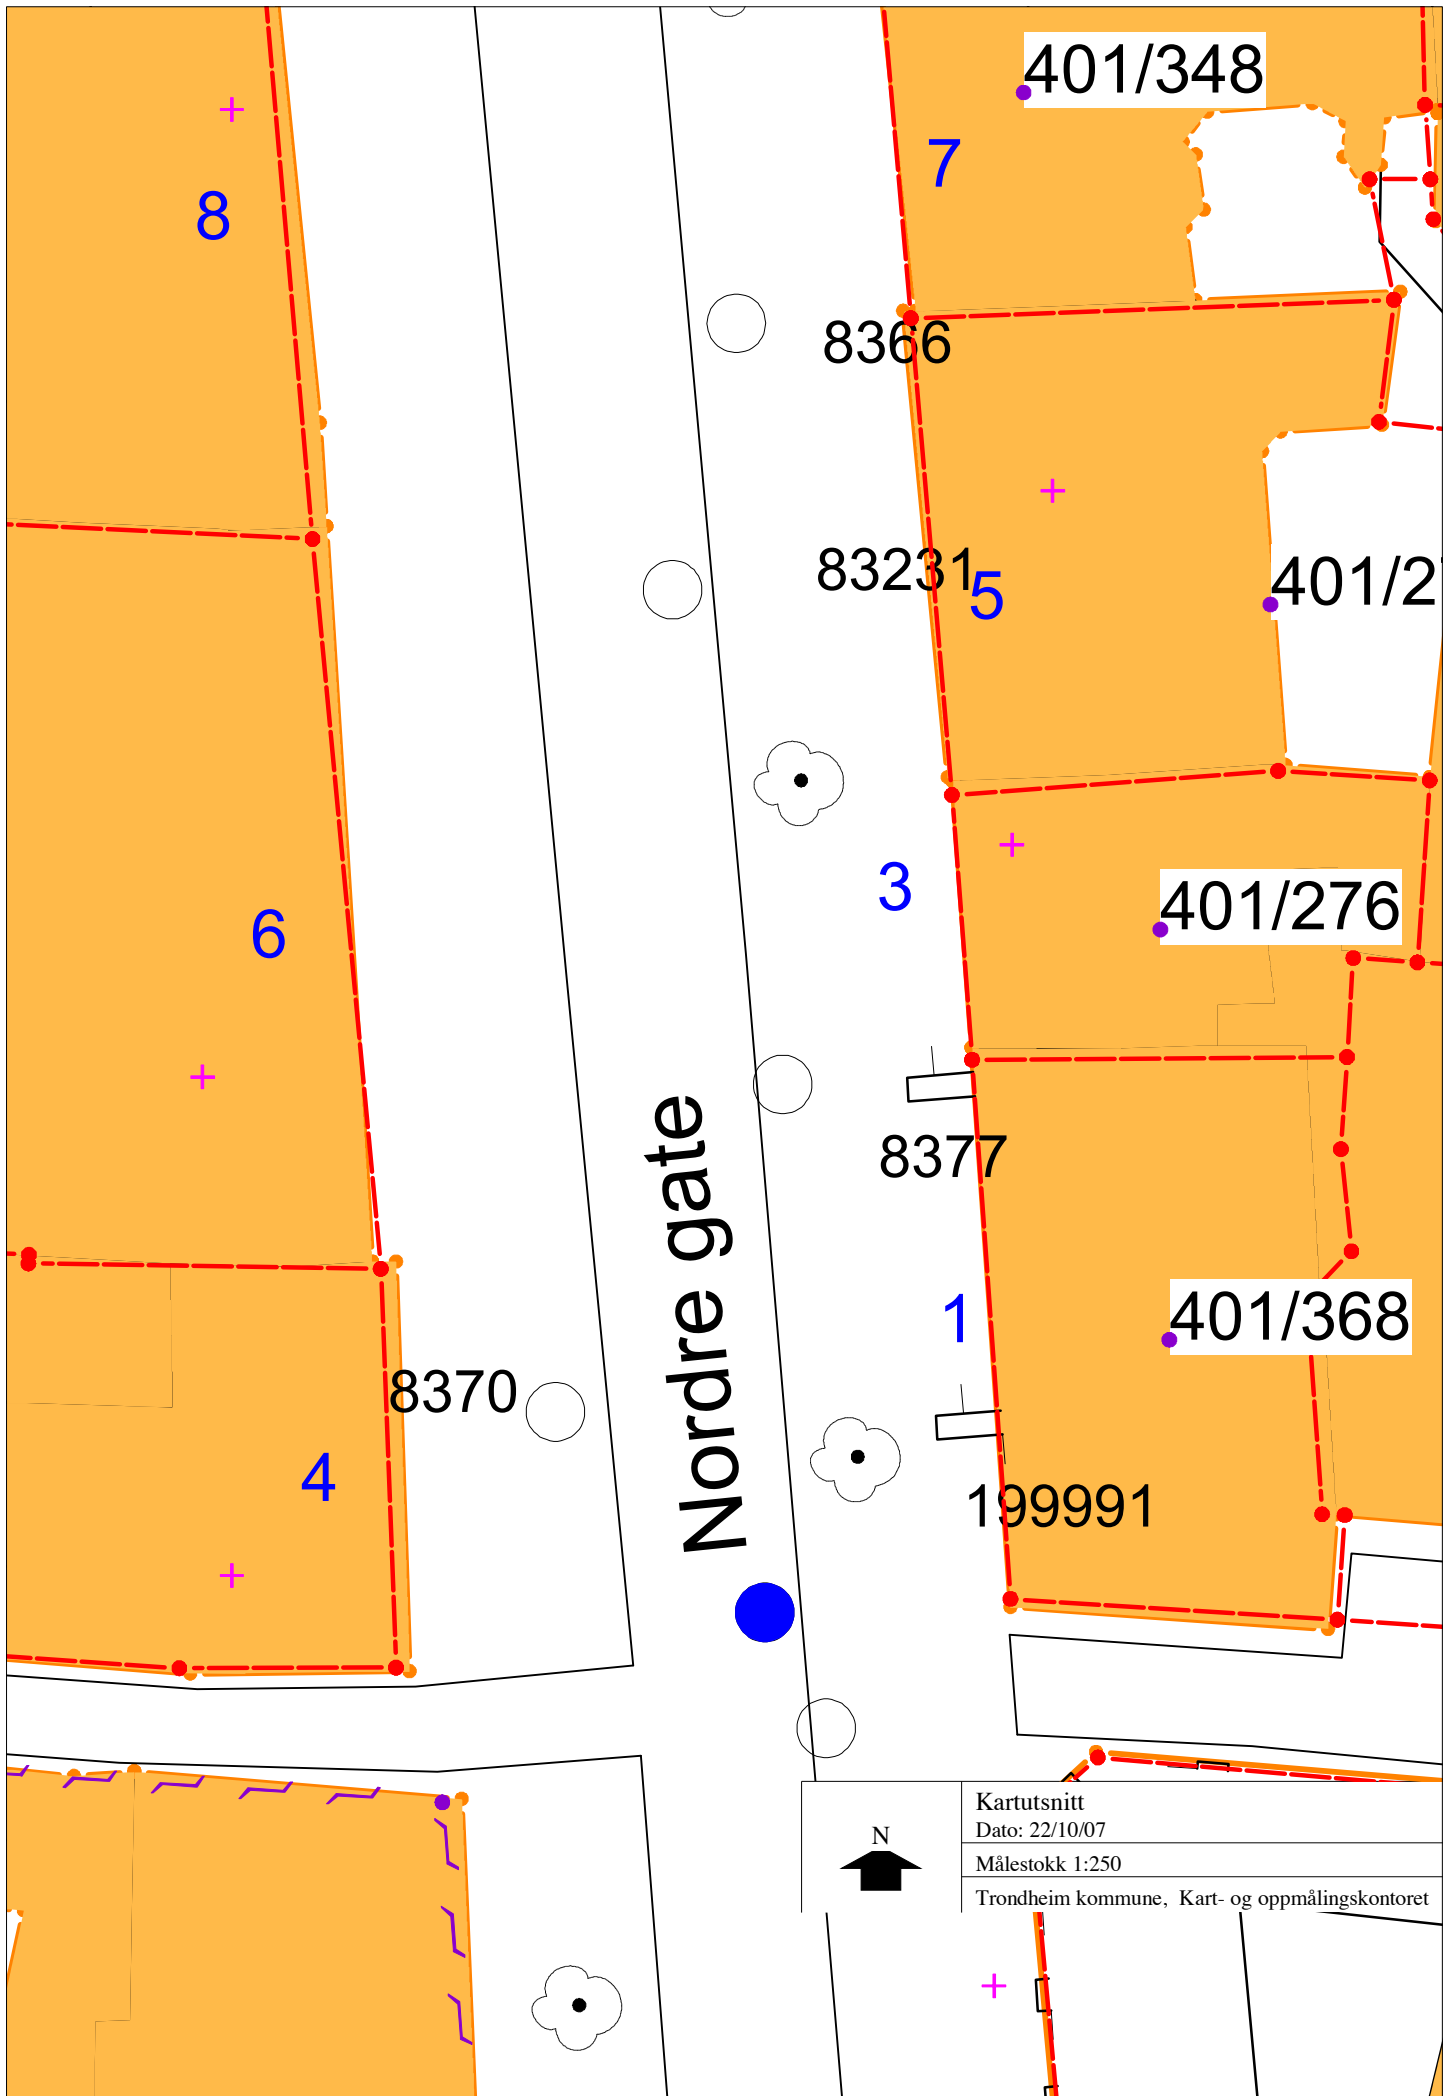 401/348
7
8
8366
83231
5
401/2
3
401/276
6
Nordre gate
8377
1
401/368
8370
4
199991
N
Kartutsnitt
Dato: 22/10/07
Målestokk 1:250
Trondheim kommune, Kart- og oppmålingskontoret